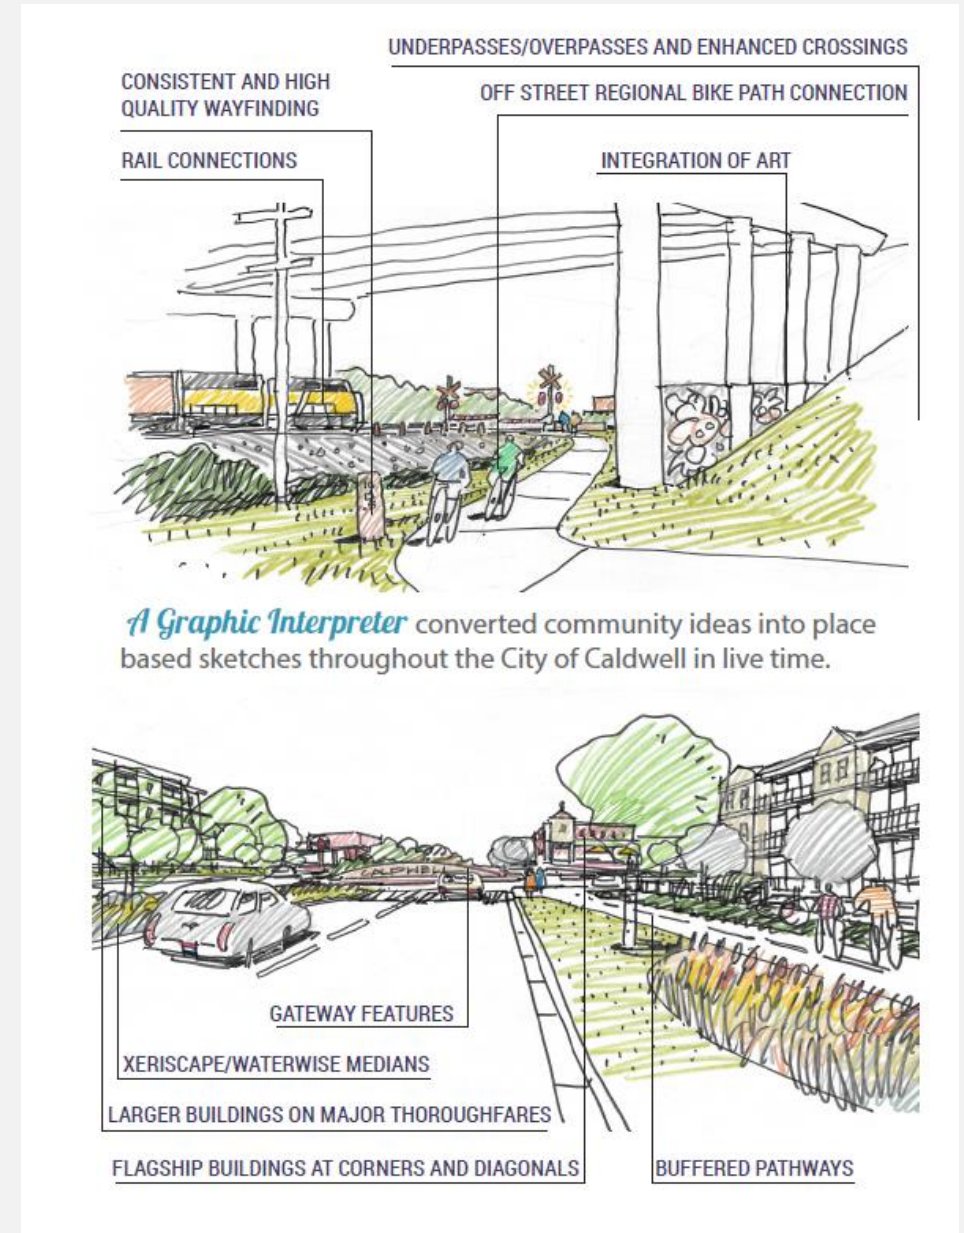 UNDERPASSES/OVERPASSES AND ENHANCED CROSSINGS
CONSISTENT AND HIGH
QUALITY WAYFINDING
OFF STREET REGIONAL BIKE PATH CONNECTION
RAIL CONNECTIONS
INTEGRATION OF ART
A Graphic Interpreter converted community ideas into place
based sketches throughout the City of Caldwell in live time.
GATEWAY FEATURES
XERISCAPE/WATERWISE MEDIANS
LARGER BUILDINGS ON MAJOR THOROUGHFARES
FLAGSHIP BUILDINGS AT CORNERS AND DIAGONALS
BUFFERED PATHWAYS